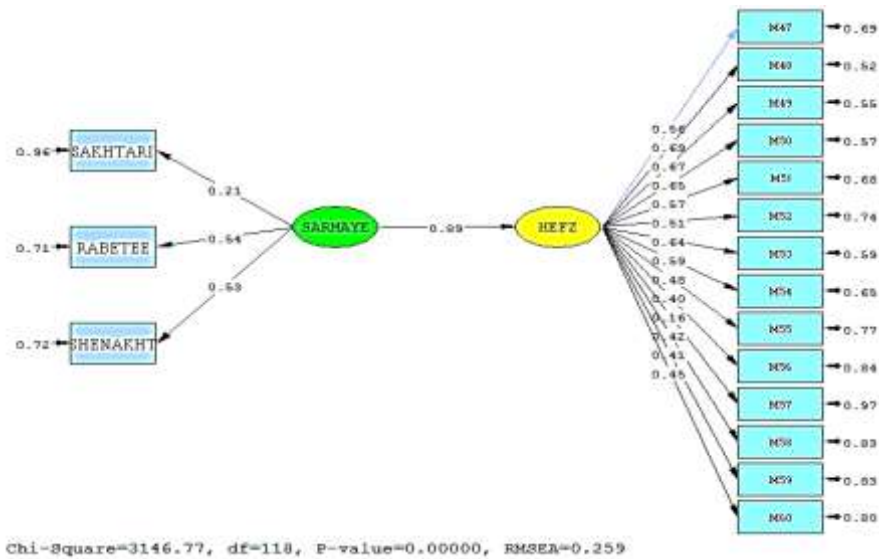 M47
0.69
M48
0.52
M49
0.55
M50
0.57
M51
0.68
M52
0.74
M53
0.59
M54
0.65
M55
0.77
M56
0.84
M57
0.97
M58
0.83
M59
0.83
M60
0.80
0.96
SAKHTARI
0.71
RABETEE
0.72
SHENAKHT
0.21
0.54
0.53
SARMAYE
0.89
HEFZ
0.56
0.69
0.67
0.65
0.57
0.51
0.64
0.59
0.48
0.40
0.16
0.42
0.41
0.45
Chi-Square=3146.77, df=118, P-value=0.00000, RMSEA=0.259